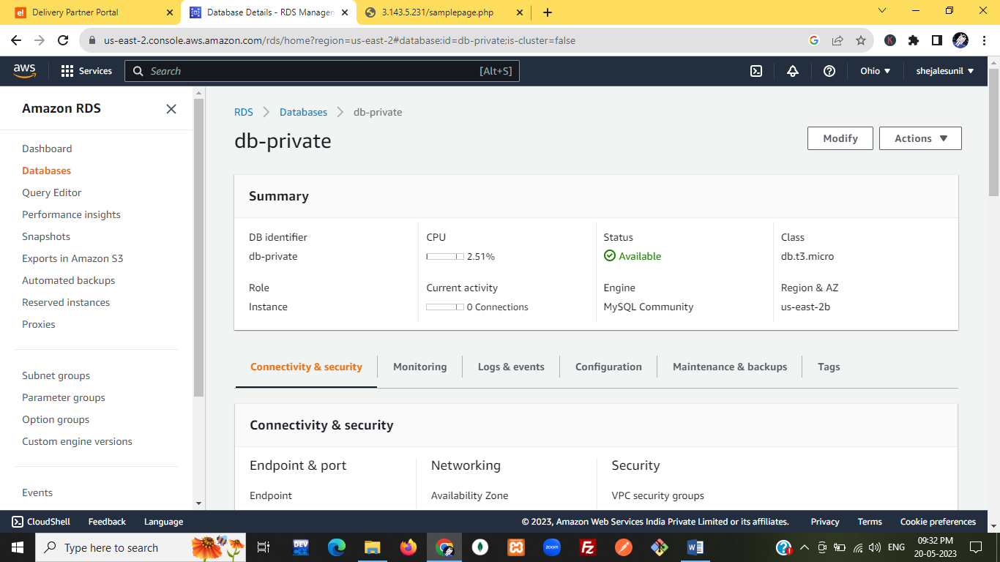 Delivery Partner Portal
Database Details - RDS Managem
3.143.5.231/samplepage.php
us-east-2.console.aws.amazon.com/rds/home?region=us-east-2#database:id=db-private;is-cluster=false
aws
Services
Search
[Alt+S]
Ohio
shejalesunil
Amazon RDS
Dashboard
Databases
Query Editor
Performance insights
Snapshots
Exports in Amazon S3
Automated backups
Reserved instances
Proxies
Subnet groups
Parameter groups
Option groups
Custom engine versions
Events
RDS
Databases
db-private
db-private
Modify
Actions
Summary
DB identifier
db-private
CPU
2.51%
Status
Available
Class
db.t3.micro
Role
Instance
Current activity
0 Connections
Engine
MySQL Community
Region & AZ
us-east-2b
Connectivity & security
Monitoring
Logs & events
Configuration
Maintenance & backups
Tags
Connectivity & security
Endpoint & port
Endpoint
Networking
Availability Zone
Security
VPC security groups
CloudShell
Feedback
Language
© 2023, Amazon Web Services India Private Limited or its affiliates.
Privacy
Terms
Cookie preferences
Type here to search
DEV
zoom
ENG
09:32 PM
20-05-2023